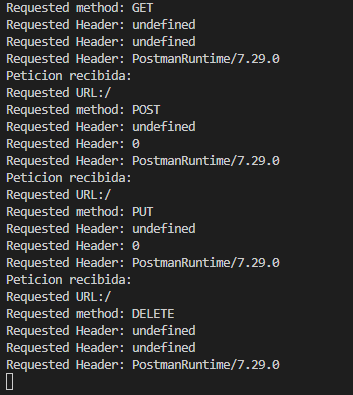 Requested method: GET
Requested Header: undefined
Requested Header: undefined
Requested Header: PostmanRuntime/7.29.0
Peticion recibida:
Requested URL:/
Requested method: POST
Requested Header: undefined
Requested Header: 0
Requested Header: PostmanRuntime/7.29.0
Peticion recibida:
Requested URL:/
Requested method: PUT
Requested Header: undefined
Requested Header: 0
Requested Header: PostmanRuntime/7.29.0
Peticion recibida:
Requested URL:/
Requested method: DELETE
Requested Header: undefined
Requested Header: undefined
Requested Header: PostmanRuntime/7.29.0